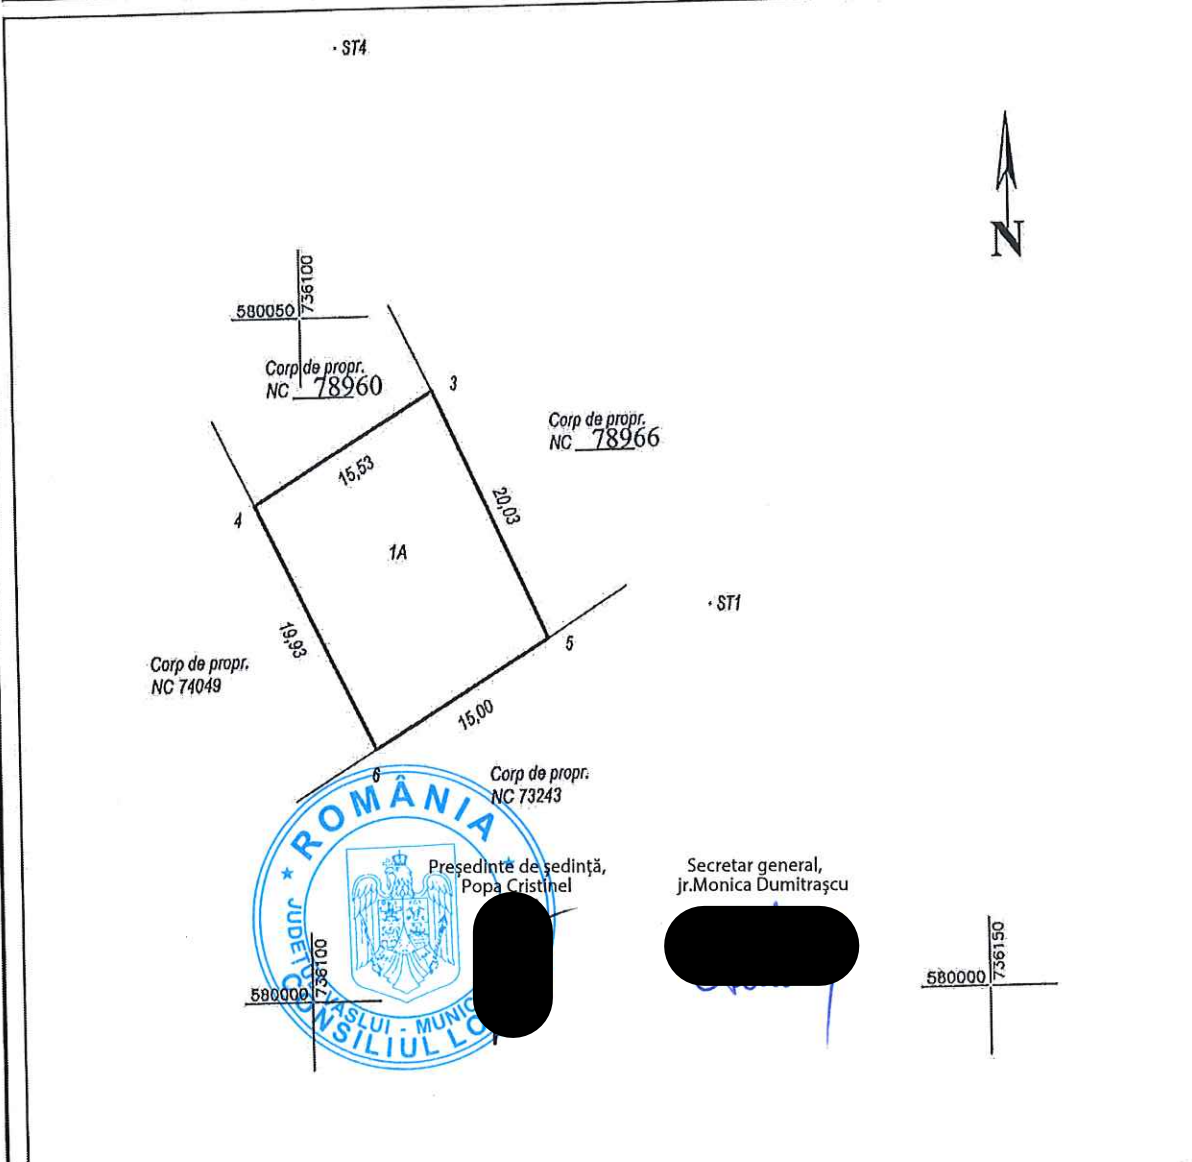 ST4
N
580050
736100
Corp de propr.
NC 78960
3
Corp de propr.
NC 78966
15,53
20,03
4
1A
ST1
19,93
5
Corp de propr.
NC 74049
15,00
6
Corp de propr.
NC 73243
ROMÂNIA
Președinte de ședință,
Popa Cristinel
Secretar general,
jr.Monica Dumitrașcu
JUDEȚUL VASLUI - MUNIC
CONSILIUL LO
580000
736100
580000
736150